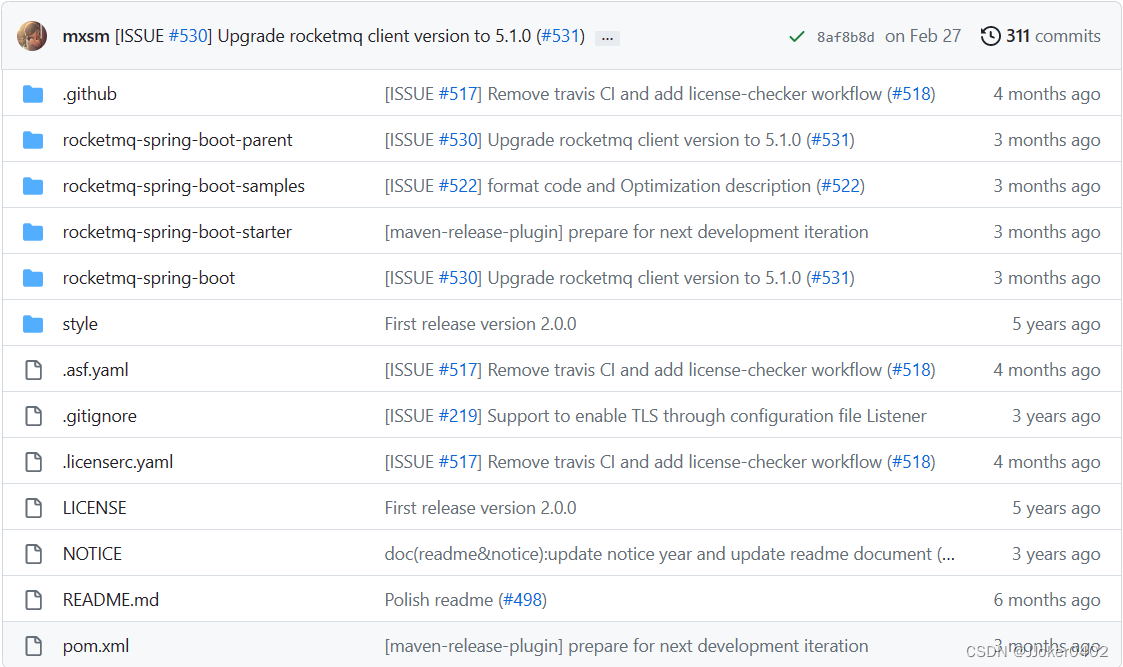 mxsm [ISSUE #530] Upgrade rocketmq client version to 5.1.0 (#531) ... 8af8b8d on Feb 27 311 commits
.github [ISSUE #517] Remove travis CI and add license-checker workflow (#518) 4 months ago
rocketmq-spring-boot-parent [ISSUE #530] Upgrade rocketmq client version to 5.1.0 (#531) 3 months ago
rocketmq-spring-boot-samples [ISSUE #522] format code and Optimization description (#522) 3 months ago
rocketmq-spring-boot-starter [maven-release-plugin] prepare for next development iteration 3 months ago
rocketmq-spring-boot [ISSUE #530] Upgrade rocketmq client version to 5.1.0 (#531) 3 months ago
style First release version 2.0.0 5 years ago
.asf.yaml [ISSUE #517] Remove travis CI and add license-checker workflow (#518) 4 months ago
.gitignore [ISSUE #219] Support to enable TLS through configuration file Listener 3 years ago
.licenserc.yaml [ISSUE #517] Remove travis CI and add license-checker workflow (#518) 4 months ago
LICENSE First release version 2.0.0 5 years ago
NOTICE doc(readme&notice):update notice year and update readme document (... 3 years ago
README.md Polish readme (#498) 6 months ago
pom.xml [maven-release-plugin] prepare for next development iteration 3 months ago
CSDN @JJoker0402